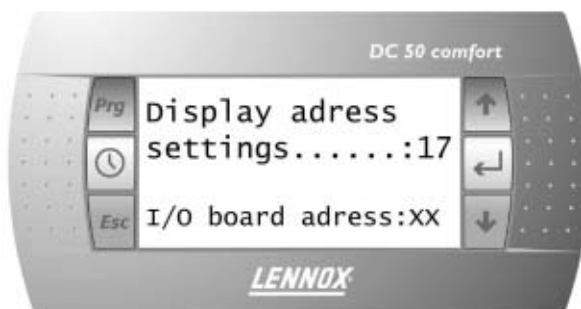 DC 50 comfort
Prg
Display adress
settings......:17
Esc
I/O board adress:XX
LENNOX